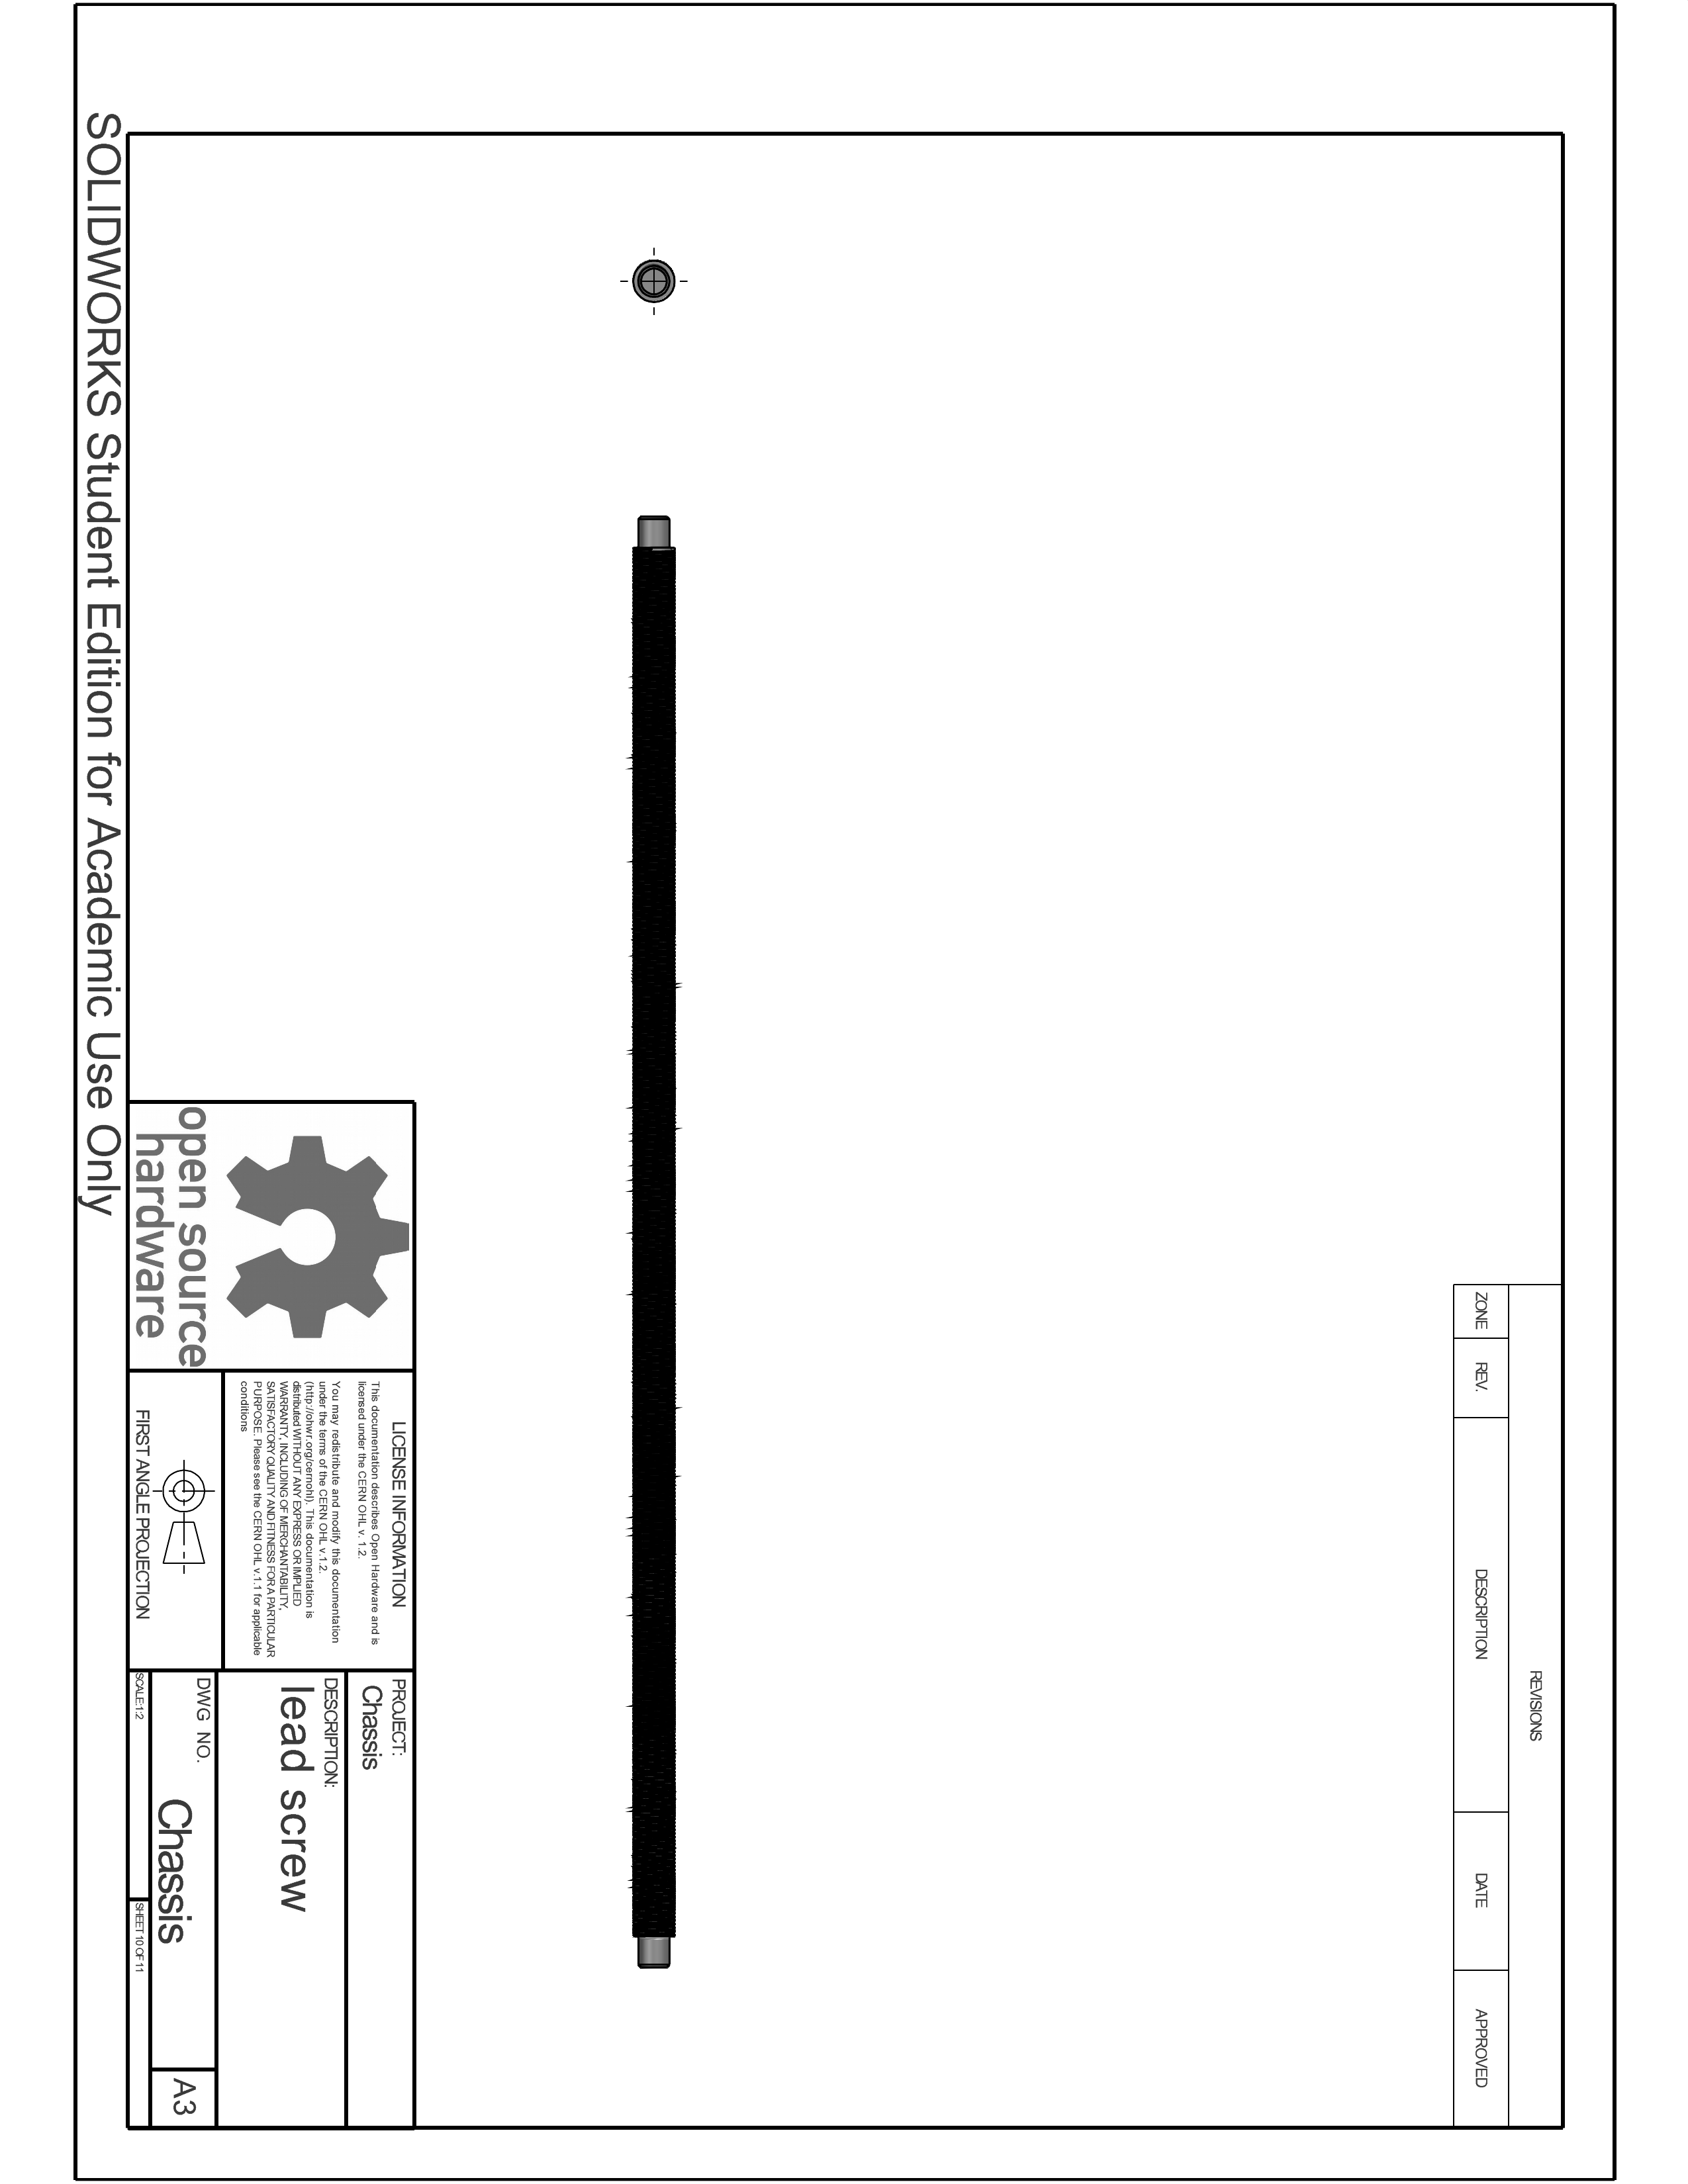 REVISIONS
ZONE
REV.
DESCRIPTION
DATE
APPROVED
open source
hardware
LICENSE INFORMATION
This documentation describes Open Hardware and is
licensed under the CERN OHL v. 1.2.
You may redistribute and modify this documentation
under the terms of the CERN OHL v.1.2.
(http://ohwr.org/cernohl). This documentation is
distributed WITHOUT ANY EXPRESS OR IMPLIED
WARRANTY, INCLUDING OF MERCHANTABILITY,
SATISFACTORY QUALITY AND FITNESS FOR A PARTICULAR
PURPOSE. Please see the CERN OHL v.1.1 for applicable
conditions
FIRST ANGLE PROJECTION
PROJECT:
Chassis
DESCRIPTION:
lead screw
DWG NO.
Chassis
A3
SCALE:1:2
SHEET 10 OF 11
SOLIDWORKS Student Edition for Academic Use Only